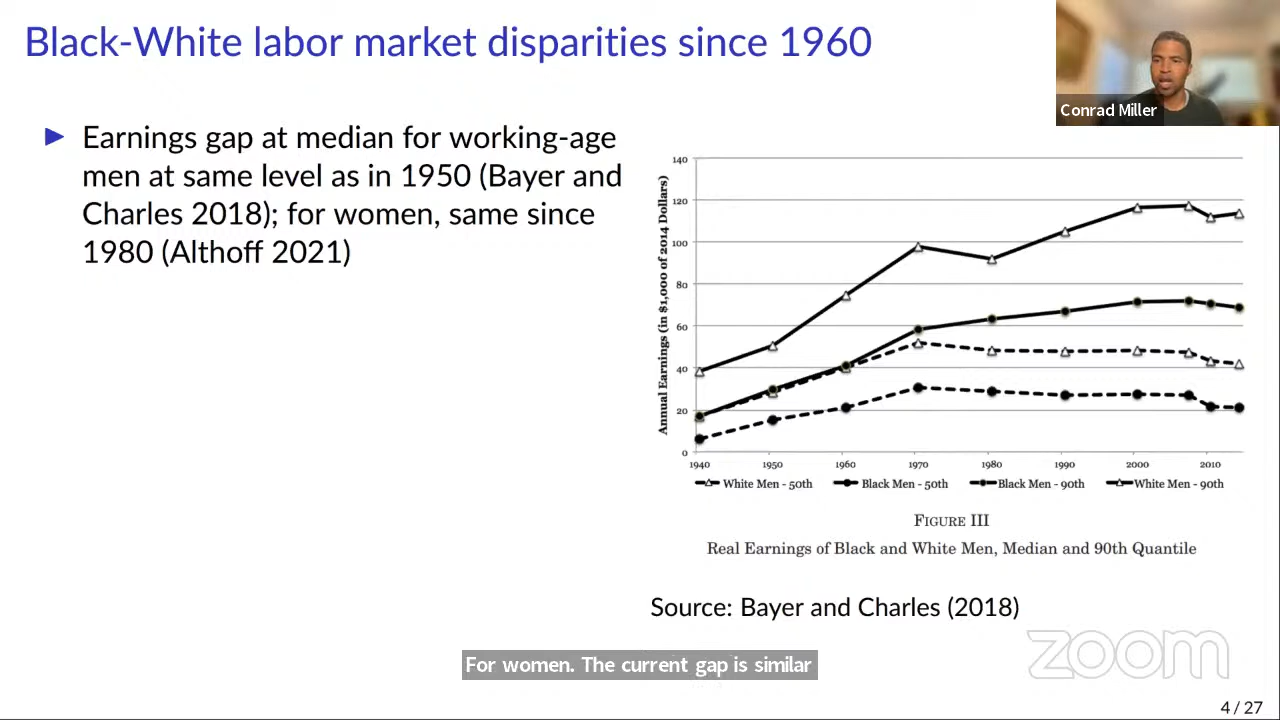 Black-White labor market disparities since 1960
Conrad Miller
► Earnings gap at median for working-age
men at same level as in 1950 (Bayer and
Charles 2018); for women, same since
1980 (Althoff 2021)
Annual Earnings (in $1,000 of 2014 Dollars)
140
120
100
80
60
40
20
0
1940 1950 1960 1970 1980 1990 2000 2010
White Men - 50th Black Men - 50th Black Men - 90th White Men - 90th
FIGURE III
Real Earnings of Black and White Men, Median and 90th Quantile
Source: Bayer and Charles (2018)
zoom
For women. The current gap is similar
4 / 27